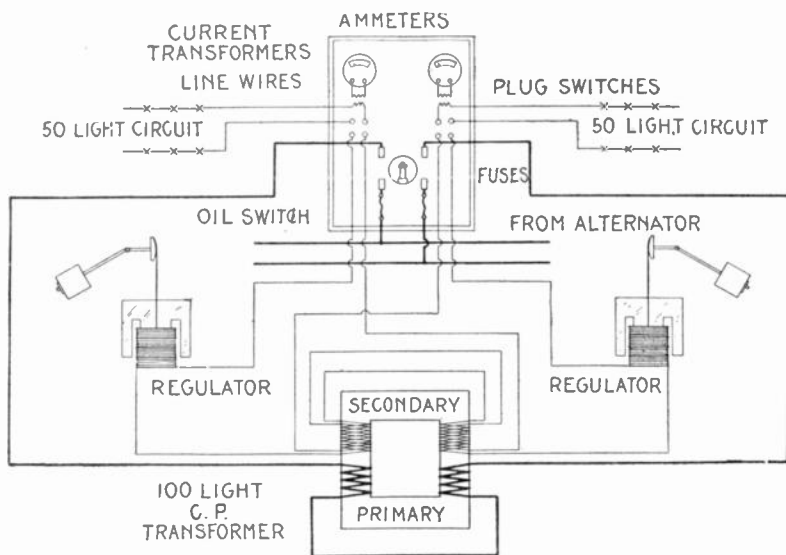 AMMETERS
CURRENT
TRANSFORMERS
LINE WIRES
PLUG SWITCHES
50 LIGHT CIRCUIT
50 LIGHT CIRCUIT
FUSES
OIL SWITCH
FROM ALTERNATOR
REGULATOR
REGULATOR
SECONDARY
100 LIGHT
C. P.
TRANSFORMER
PRIMARY